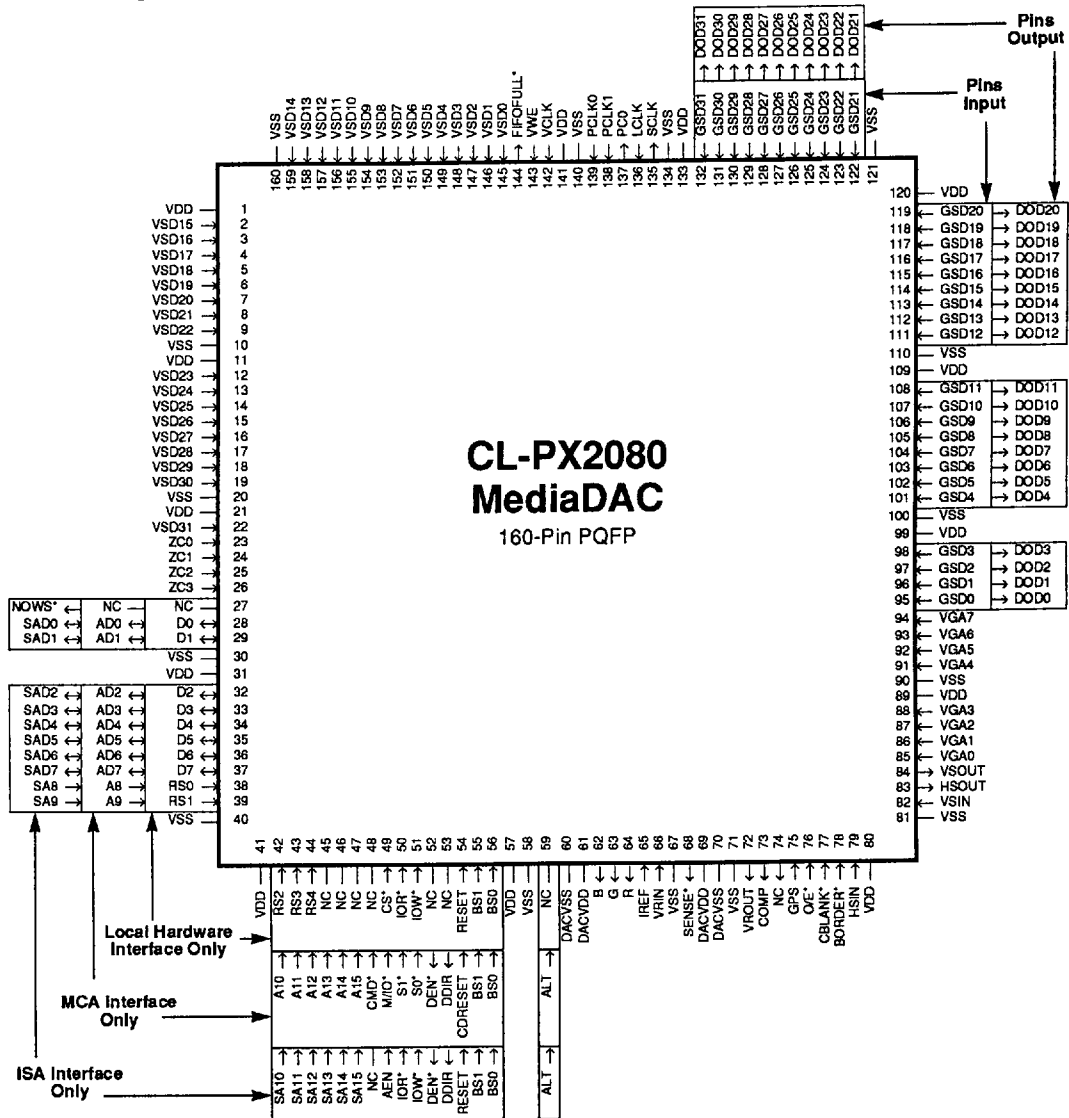 DOD31 DOD30 DOD29 DOD28 DOD27 DOD26 DOD25 DOD24 DOD23 DOD22 DOD21
Pins Output
GSD31 GSD30 GSD29 GSD28 GSD27 GSD26 GSD25 GSD24 GSD23 GSD22 GSD21
Pins Input
VSS VSD14 VSD13 VSD12 VSD11 VSD10 VSD9 VSD8 VSD7 VSD6 VSD5 VSD4 VSD3 VSD2 VSD1 VSD0 FIFOFULL* VWE VCLK VDD VSS PCLK0 PCLK1 PC0 LCLK SCLK VSS VDD VSS
160 159 158 157 156 155 154 153 152 151 150 149 148 147 146 145 144 143 142 141 140 139 138 137 136 135 134 133 132 131 130 129 128 127 126 125 124 123 122 121
VDD 1
VSD15 2
VSD16 3
VSD17 4
VSD18 5
VSD19 6
VSD20 7
VSD21 8
VSD22 9
VSS 10
VDD 11
VSD23 12
VSD24 13
VSD25 14
VSD26 15
VSD27 16
VSD28 17
VSD29 18
VSD30 19
VSS 20
VDD 21
VSD31 22
ZC0 23
ZC1 24
ZC2 25
ZC3 26
NOWS* NC NC 27
SAD0 AD0 D0 28
SAD1 AD1 D1 29
VSS 30
VDD 31
SAD2 AD2 D2 32
SAD3 AD3 D3 33
SAD4 AD4 D4 34
SAD5 AD5 D5 35
SAD6 AD6 D6 36
SAD7 AD7 D7 37
SA8 A8 RS0 38
SA9 A9 RS1 39
VSS 40
CL-PX2080
MediaDAC
160-Pin PQFP
120 VDD
119 GSD20 DOD20
118 GSD19 DOD19
117 GSD18 DOD18
116 GSD17 DOD17
115 GSD16 DOD16
114 GSD15 DOD15
113 GSD14 DOD14
112 GSD13 DOD13
111 GSD12 DOD12
110 VSS
109 VDD
108 GSD11 DOD11
107 GSD10 DOD10
106 GSD9 DOD9
105 GSD8 DOD8
104 GSD7 DOD7
103 GSD6 DOD6
102 GSD5 DOD5
101 GSD4 DOD4
100 VSS
99 VDD
98 GSD3 DOD3
97 GSD2 DOD2
96 GSD1 DOD1
95 GSD0 DOD0
94 VGA7
93 VGA6
92 VGA5
91 VGA4
90 VSS
89 VDD
88 VGA3
87 VGA2
86 VGA1
85 VGA0
84 VSOUT
83 HSOUT
82 VSIN
81 VSS
41 42 43 44 45 46 47 48 49 50 51 52 53 54 55 56 57 58 59 60 61 62 63 64 65 66 67 68 69 70 71 72 73 74 75 76 77 78 79 80
VDD RS2 RS3 RS4 NC NC NC NC CS* IOR* IOW* NC NC RESET BS1 BS0 VDD VSS NC DACVSS DACVDD B G R IREF VRIN VSS SENSE* DACVDD DACVSS VSS VROUT COMP NC GPS O/E* CBLANK* BORDER* HSIN VDD
Local Hardware
Interface Only
A10 A11 A12 A13 A14 A15 CMD* M/IO* S1* S0* DEN* DDIR CDRESET BS1 BS0 ALT
MCA Interface
Only
SA10 SA11 SA12 SA13 SA14 SA15 NC AEN IOR* IOW* DEN* DDIR RESET BS1 BS0 ALT
ISA Interface
Only